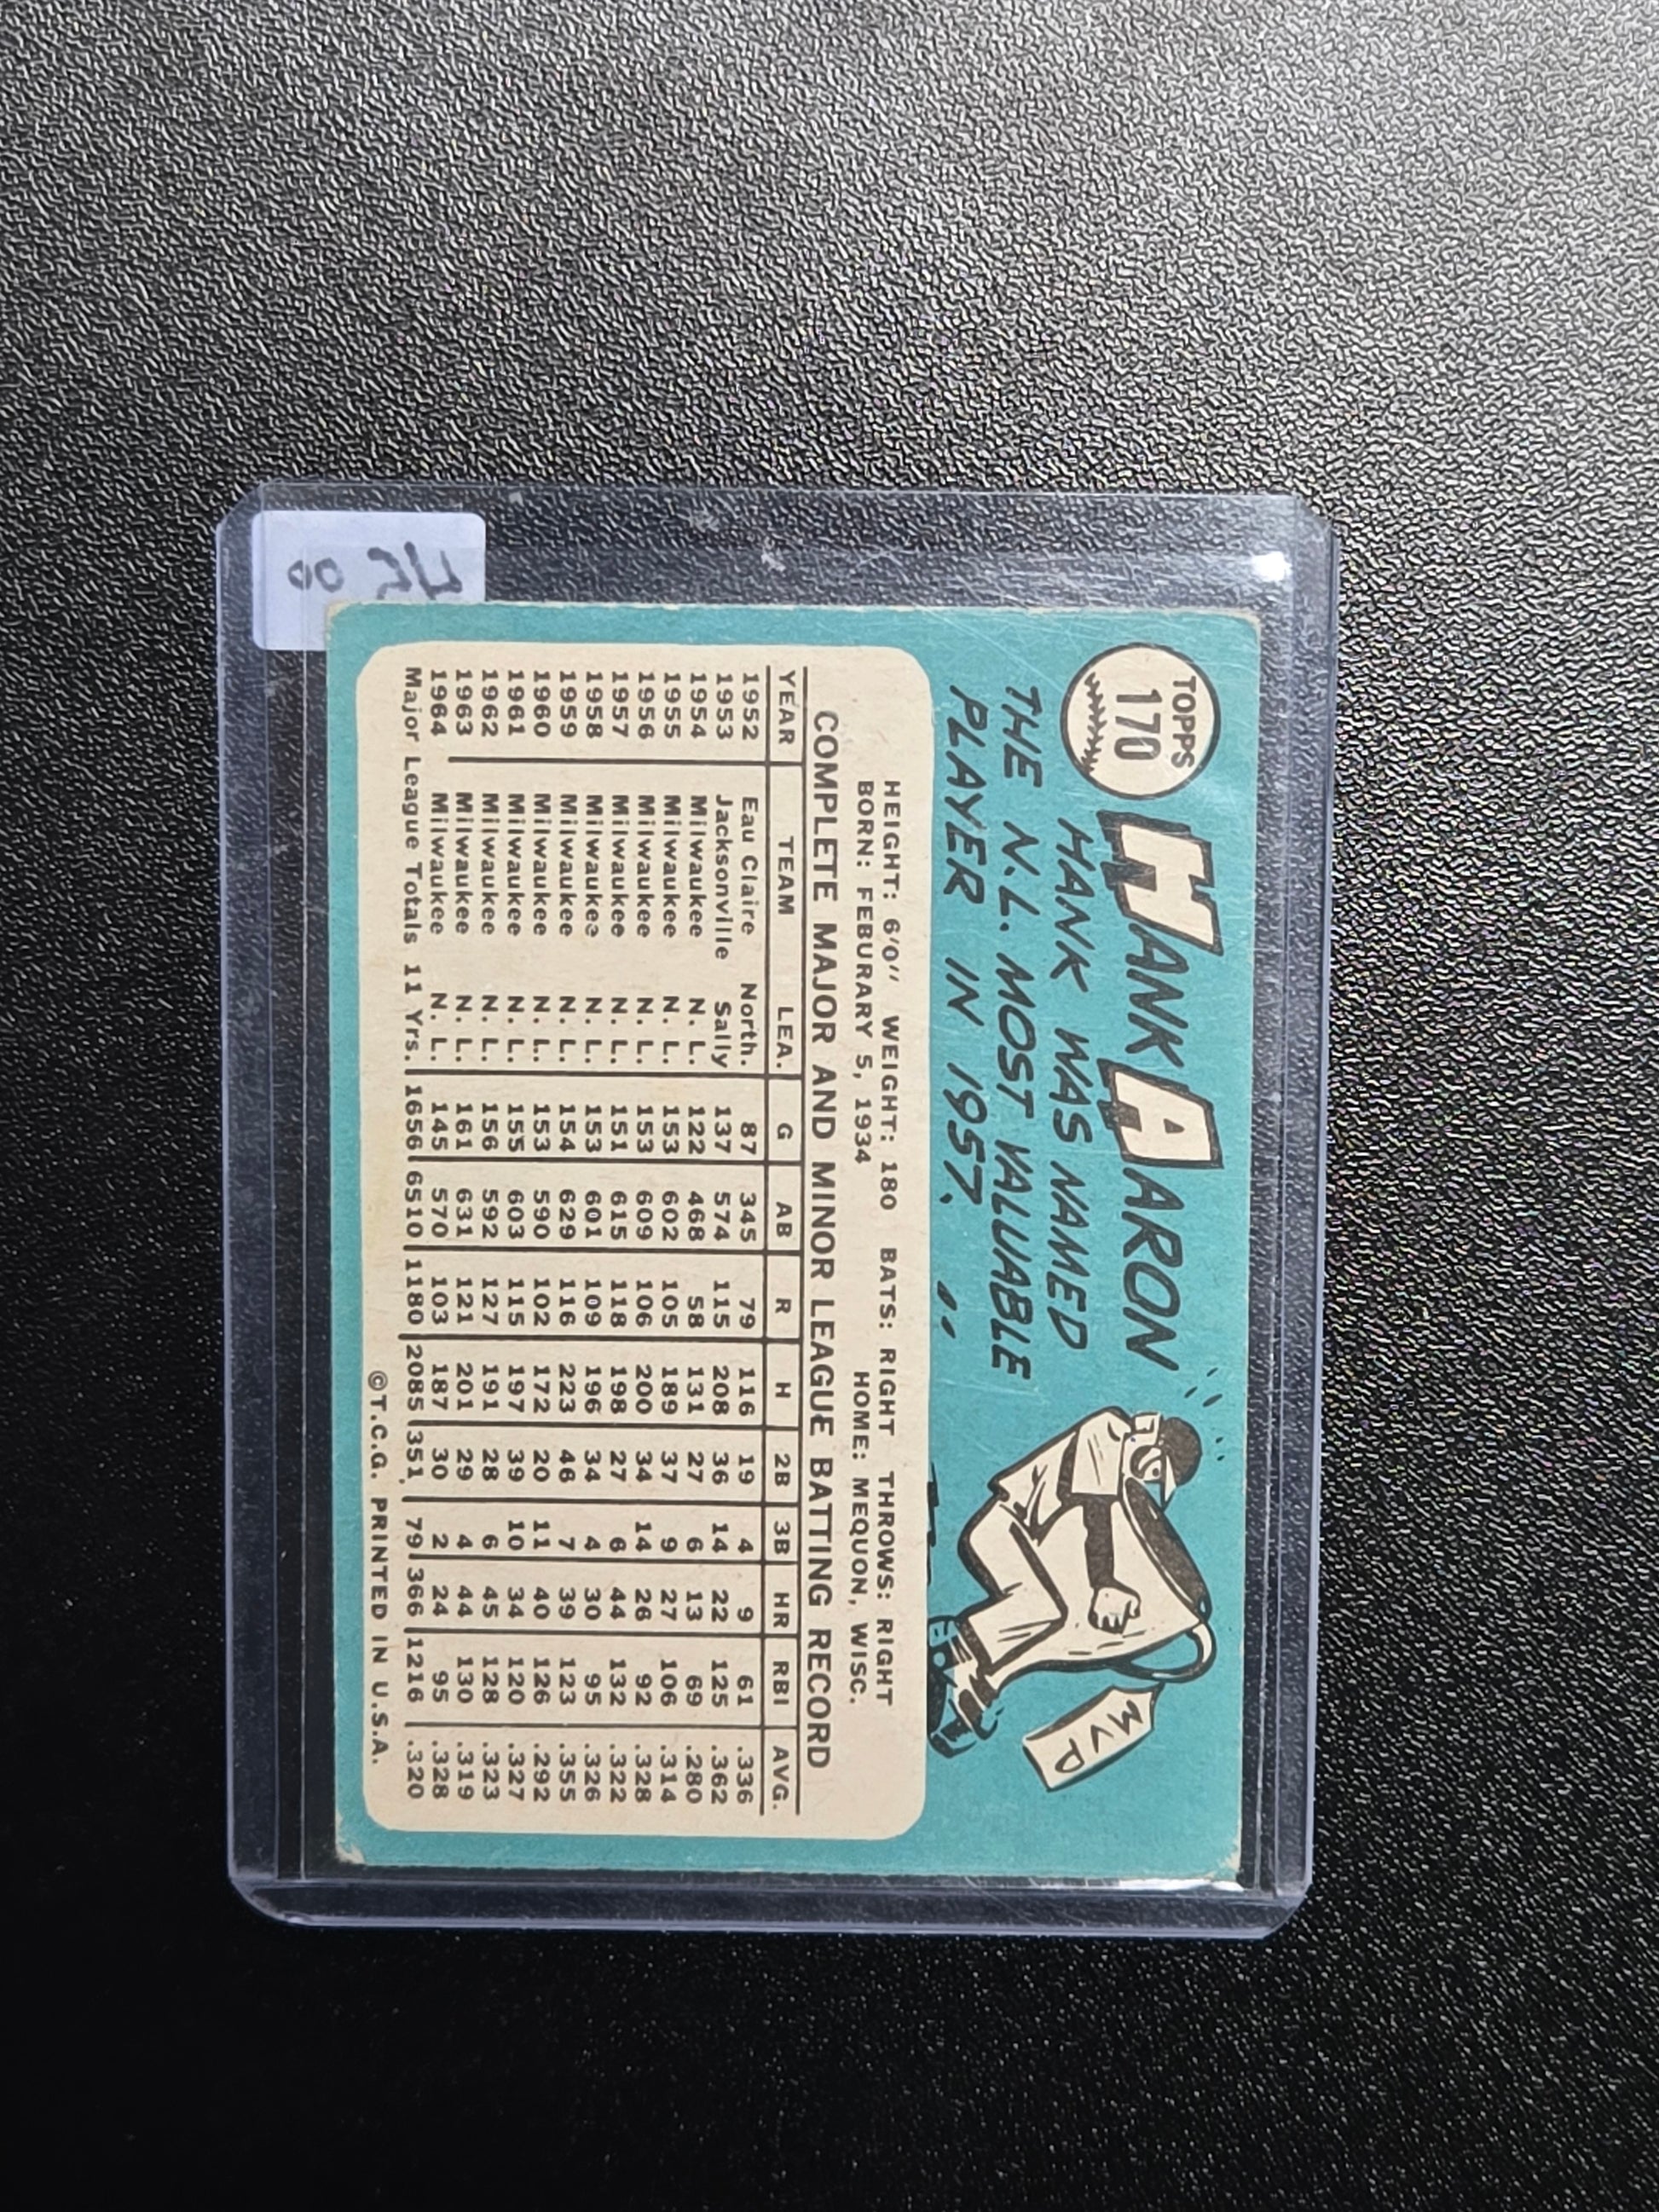 TOPPS
170
HANK AARON
HANK WAS NAMED
THE N.L. MOST VALUABLE
PLAYER IN 1957.
MVP
HEIGHT: 6'0" WEIGHT: 180 BATS: RIGHT THROWS: RIGHT
BORN: FEBURARY 5, 1934 HOME: MEQUON, WISC.
COMPLETE MAJOR AND MINOR LEAGUE BATTING RECORD
YEAR TEAM LEA. G AB R H 2B 3B HR RBI AVG.
1952 Eau Claire North. 87 345 79 116 19 4 9 61 .336
1953 Jacksonville Sally 137 574 115 208 36 14 22 125 .362
1954 Milwaukee N. L. 122 468 58 131 27 6 13 69 .280
1955 Milwaukee N. L. 153 602 105 189 37 9 27 106 .314
1956 Milwaukee N. L. 153 609 106 200 34 14 26 92 .328
1957 Milwaukee N. L. 151 615 118 198 27 6 44 132 .322
1958 Milwaukee N. L. 153 601 109 196 34 4 30 95 .326
1959 Milwaukee N. L. 154 629 116 223 46 7 39 123 .355
1960 Milwaukee N. L. 153 590 102 172 20 11 40 126 .292
1961 Milwaukee N. L. 155 603 115 197 39 10 34 120 .327
1962 Milwaukee N. L. 156 592 127 191 28 6 45 128 .323
1963 Milwaukee N. L. 161 631 121 201 29 4 44 130 .319
1964 Milwaukee N. L. 145 570 103 187 30 2 24 95 .328
Major League Totals 11 Yrs. 1656 6510 1180 2085 351 79 366 1216 .320
©T.C.G. PRINTED IN U.S.A.